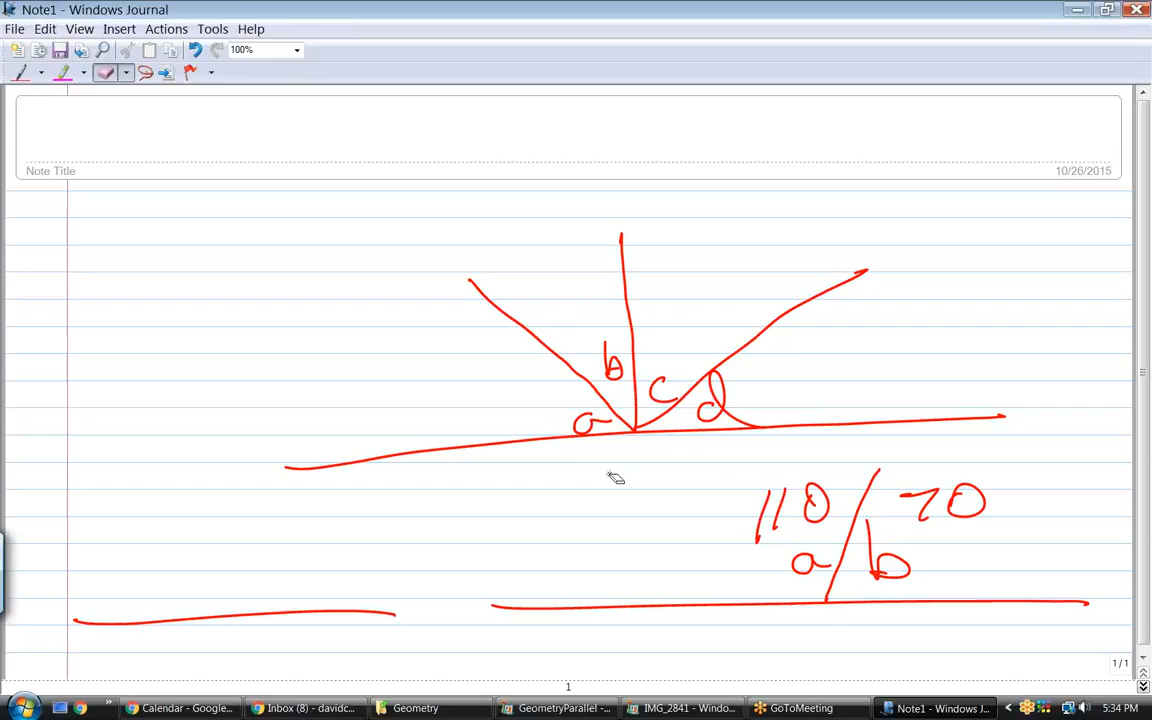 Note1 - Windows Journal
File Edit View Insert Actions Tools Help
100%
Note Title
10/26/2015
b
c
a
d
110 / 70
a / b
1/1
1
Calendar - Google...
Inbox (8) - davidc...
Geometry
GeometryParallel -...
IMG_2841 - Windo...
GoToMeeting
Note1 - Windows J...
5:34 PM